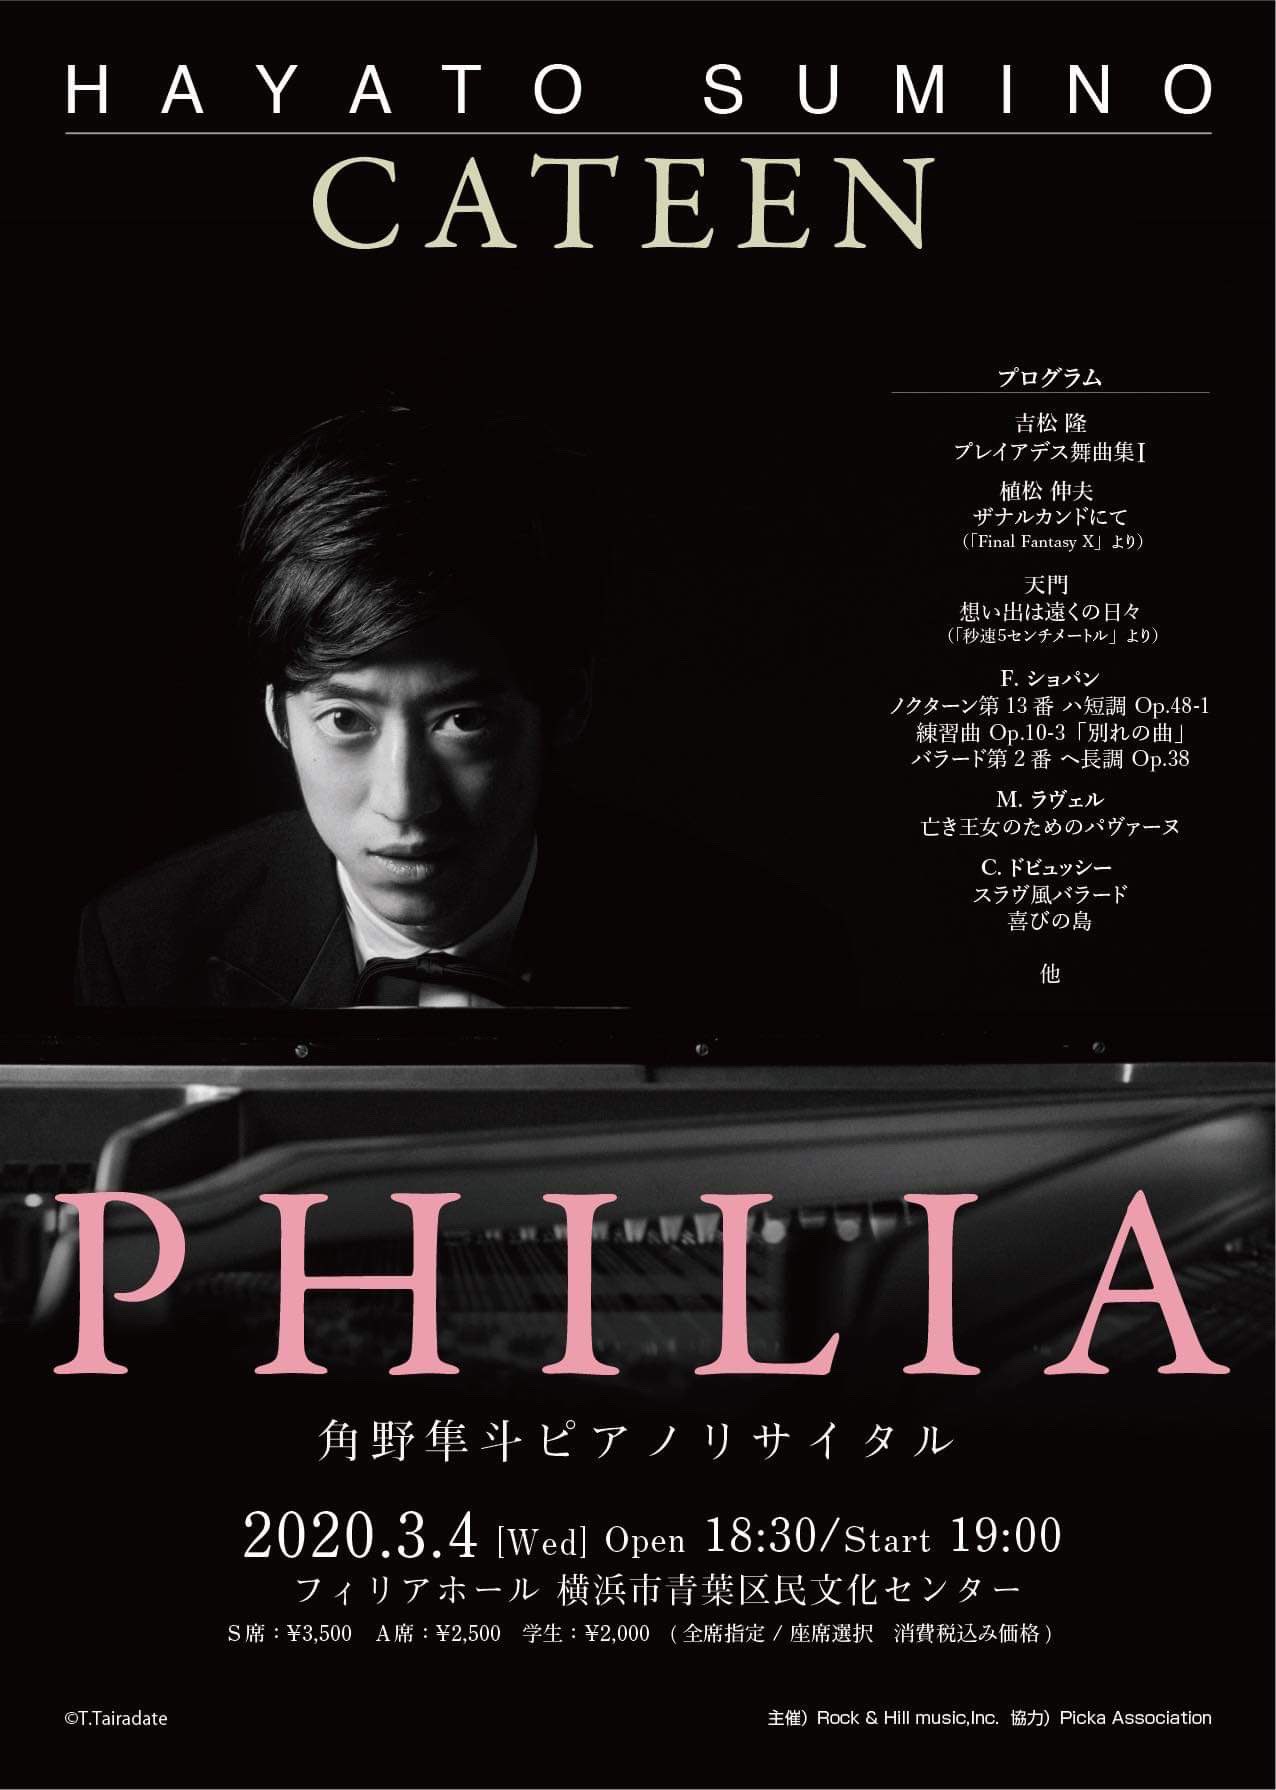 HAYATO SUMINO
CATEEN
プログラム
吉松 隆
プレイアデス舞曲集Ⅰ
植松 伸夫
ザナルカンドにて
（「Final Fantasy X」より）
天門
想い出は遠くの日々
（「秒速5センチメートル」より）
F. ショパン
ノクターン第 13 番 ハ短調 Op.48-1
練習曲 Op.10-3「別れの曲」
バラード第 2 番 ヘ長調 Op.38
M. ラヴェル
亡き王女のためのパヴァーヌ
C. ドビュッシー
スラヴ風バラード
喜びの島
他
PHILIA
角野隼斗ピアノリサイタル
2020.3.4 [Wed] Open 18:30/Start 19:00
フィリアホール 横浜市青葉区民文化センター
S 席：¥3,500　A 席：¥2,500　学生：¥2,000　( 全席指定 / 座席選択　消費税込み価格 )
©T.Tairadate
主催）Rock & Hill music,Inc.  協力）Picka Association